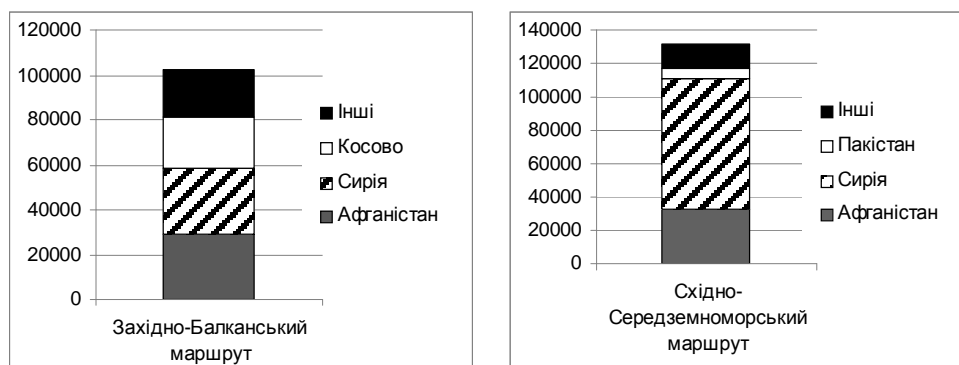 120000
100000
80000
60000
40000
20000
0
Інші
Косово
Сирія
Афганістан
Західно-Балканський
маршрут
140000
120000
100000
80000
60000
40000
20000
0
Інші
Пакістан
Сирія
Афганістан
Східно-
Середземноморський
маршрут